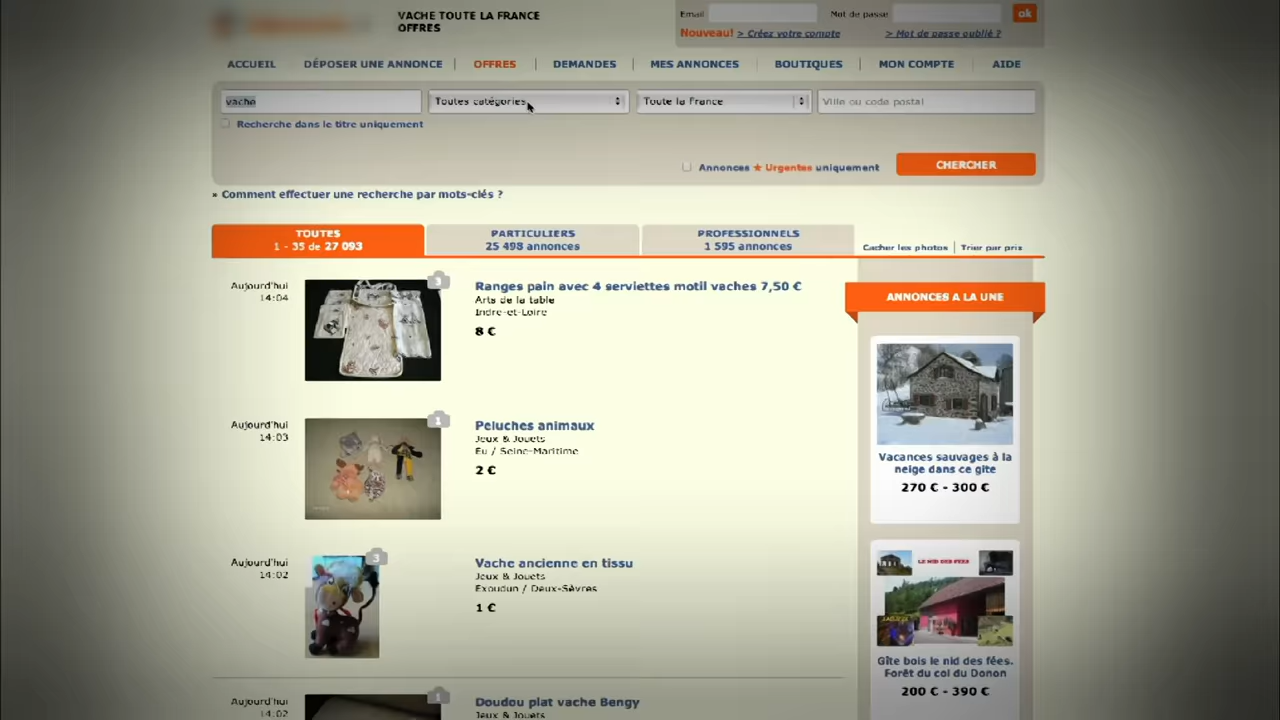 VACHE TOUTE LA FRANCE
OFFRES
Email
Mot de passe
ok
Nouveau! > Créez votre compte
> Mot de passe oublié ?
ACCUEIL
DÉPOSER UNE ANNONCE
OFFRES
DEMANDES
MES ANNONCES
BOUTIQUES
MON COMPTE
AIDE
vache
Toutes catégories
Toute la France
Ville ou code postal
Recherche dans le titre uniquement
Annonces ★ Urgentes uniquement
CHERCHER
» Comment effectuer une recherche par mots-clés ?
TOUTES
1 - 35 de 27 093
PARTICULIERS
25 498 annonces
PROFESSIONNELS
1 595 annonces
Cacher les photos
Trier par prix
Aujourd'hui
14:04
3
Ranges pain avec 4 serviettes motif vaches 7,50 €
Arts de la table
Indre-et-Loire
8 €
ANNONCES A LA UNE
Vacances sauvages à la
neige dans ce gîte
270 € - 300 €
Aujourd'hui
14:03
1
Peluches animaux
Jeux & Jouets
Eu / Seine-Maritime
2 €
Aujourd'hui
14:02
3
Vache ancienne en tissu
Jeux & Jouets
Exoudun / Deux-Sèvres
1 €
LE NID DES FEES
Gîte bois le nid des fées.
Forêt du col du Donon
200 € - 390 €
Aujourd'hui
14:02
1
Doudou plat vache Bengy
Jeux & Jouets